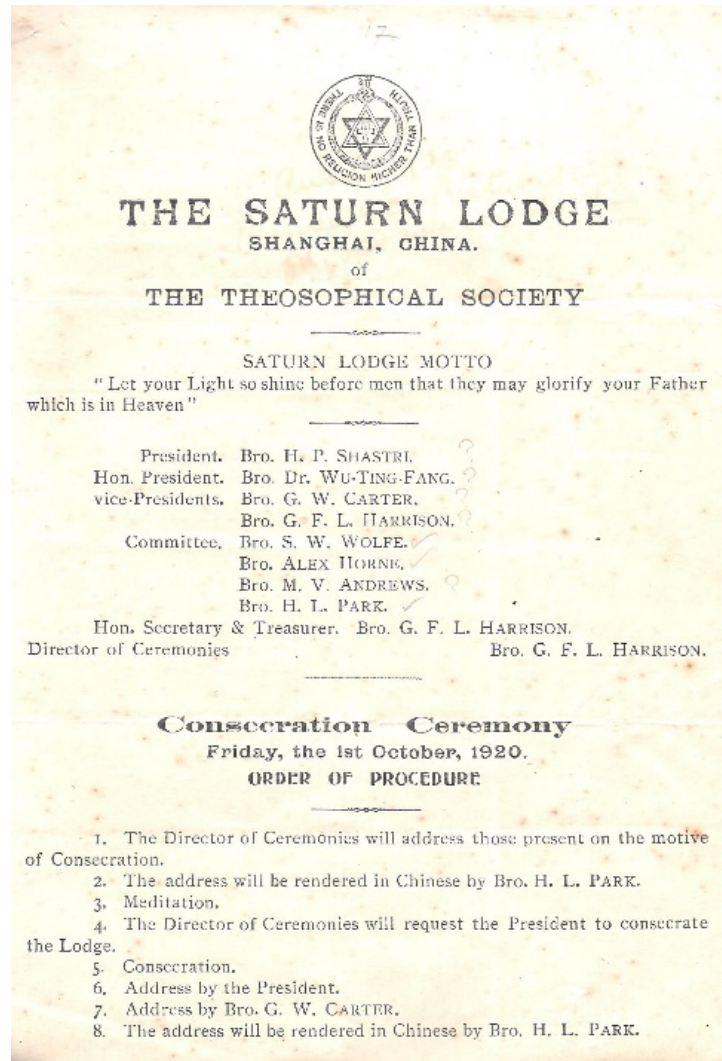 12
THERE IS NO RELIGION HIGHER THAN TRUTH
THE SATURN LODGE
SHANGHAI, CHINA.
of
THE THEOSOPHICAL SOCIETY
SATURN LODGE MOTTO
"Let your Light so shine before men that they may glorify your Father
which is in Heaven"
President. Bro. H. P. SHASTRI. ?
Hon. President. Bro. Dr. WU-TING-FANG. ?
vice-Presidents. Bro. G. W. CARTER. ?
Bro. G. F. L. HARRISON. ?
Committee. Bro. S. W. WOLFE. ✓
Bro. ALEX HORNE. ✓
Bro. M. V. ANDREWS. ?
Bro. H. L. PARK. ✓
Hon. Secretary & Treasurer. Bro. G. F. L. HARRISON.
Director of Ceremonies Bro. G. F. L. HARRISON.
Consecration Ceremony
Friday, the 1st October, 1920.
ORDER OF PROCEDURE
1. The Director of Ceremonies will address those present on the motive
of Consecration.
2. The address will be rendered in Chinese by Bro. H. L. PARK.
3. Meditation.
4. The Director of Ceremonies will request the President to consecrate
the Lodge.
5. Consecration.
6. Address by the President.
7. Address by Bro. G. W. CARTER.
8. The address will be rendered in Chinese by Bro. H. L. PARK.